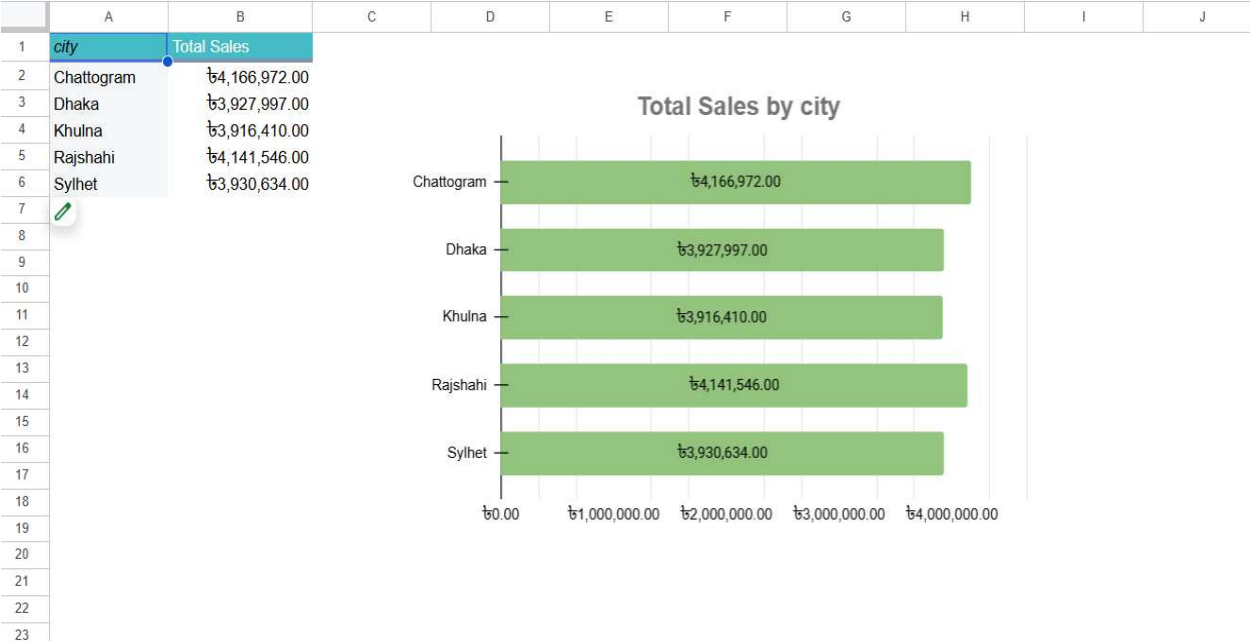 A B C D E F G H I J
1 city Total Sales
2 Chattogram ৳4,166,972.00
3 Dhaka ৳3,927,997.00
4 Khulna ৳3,916,410.00
5 Rajshahi ৳4,141,546.00
6 Sylhet ৳3,930,634.00
7
8
9
10
11
12
13
14
15
16
17
18
19
20
21
22
23
Total Sales by city
Chattogram ৳4,166,972.00
Dhaka ৳3,927,997.00
Khulna ৳3,916,410.00
Rajshahi ৳4,141,546.00
Sylhet ৳3,930,634.00
৳0.00 ৳1,000,000.00 ৳2,000,000.00 ৳3,000,000.00 ৳4,000,000.00